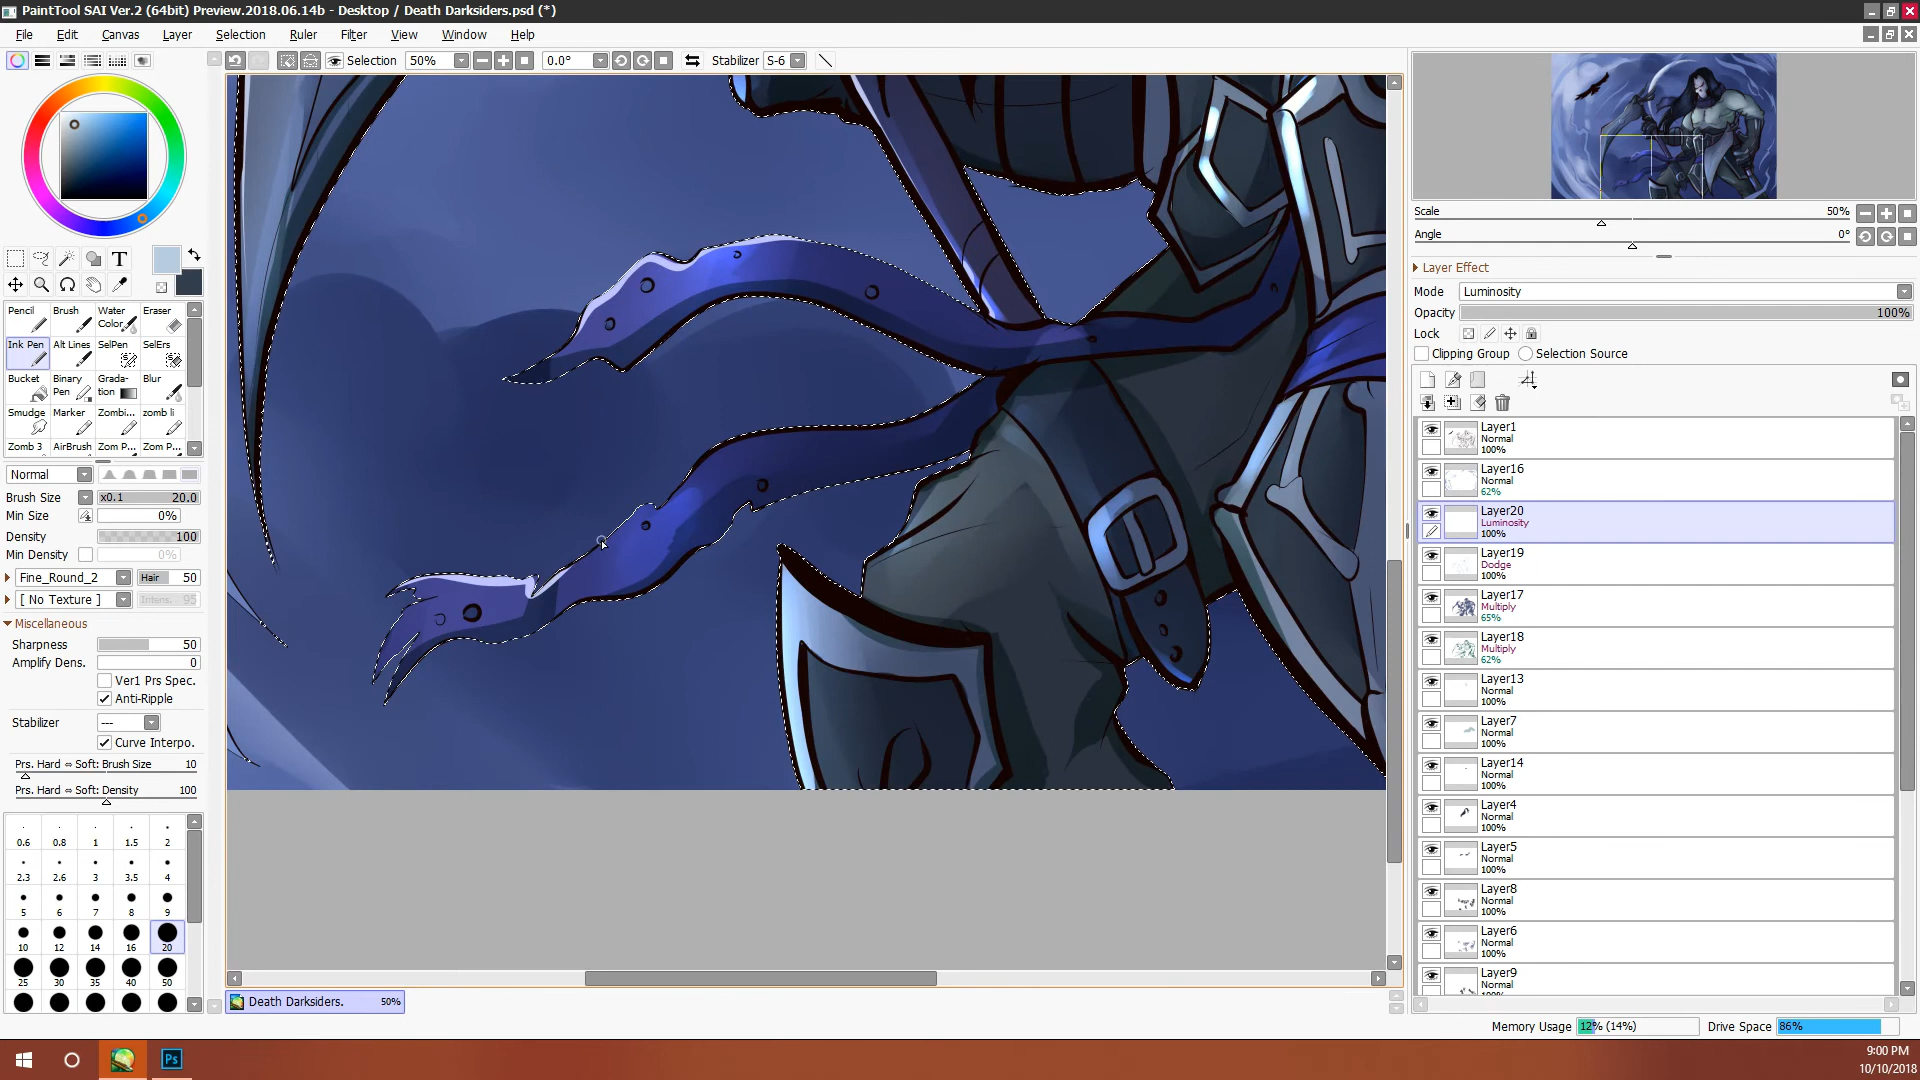 PaintTool SAI Ver.2 (64bit) Preview.2018.06.14b - Desktop / Death Darksiders.psd (*)
File Edit Canvas Layer Selection Ruler Filter View Window Help
Selection 50% 0.0° Stabilizer S-6
Scale 50%
Angle 0°
Layer Effect
Mode Luminosity
Opacity 100%
Lock
Clipping Group Selection Source
T
Pencil Brush Water Color Eraser
Ink Pen Alt Lines SelPen SelErs
Bucket Binary Pen Grada-tion Blur
Smudge Marker Zombi... zomb li
Zomb 3 AirBrush Zom P... Zom P...
Normal
Brush Size x0.1 20.0
Min Size 0%
Density 100
Min Density 0%
Fine_Round_2 Hair 50
[ No Texture ] Intens. 95
Miscellaneous
Sharpness 50
Amplify Dens. 0
Ver1 Prs Spec.
Anti-Ripple
Stabilizer ---
Curve Interpo.
Prs. Hard ⇔ Soft: Brush Size 10
Prs. Hard ⇔ Soft: Density 100
0.6 0.8 1 1.5 2
2.3 2.6 3 3.5 4
5 6 7 8 9
10 12 14 16 20
25 30 35 40 50
Layer1
Normal
100%
Layer16
Normal
62%
Layer20
Luminosity
100%
Layer19
Dodge
100%
Layer17
Multiply
65%
Layer18
Multiply
62%
Layer13
Normal
100%
Layer7
Normal
100%
Layer14
Normal
100%
Layer4
Normal
100%
Layer5
Normal
100%
Layer8
Normal
100%
Layer6
Normal
100%
Layer9
Normal
100%
Death Darksiders. 50%
Memory Usage 12% (14%) Drive Space 86%
Ps
9:00 PM
10/10/2018